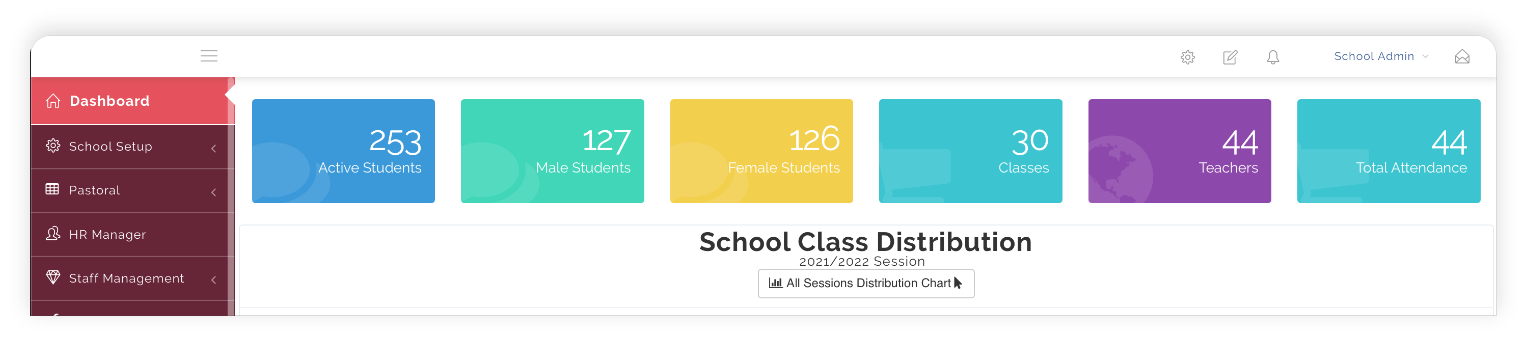 School Admin
Dashboard
School Setup
Pastoral
HR Manager
Staff Management
253
Active Students
127
Male Students
126
Female Students
30
Classes
44
Teachers
44
Total Attendance
School Class Distribution
2021/2022 Session
All Sessions Distribution Chart